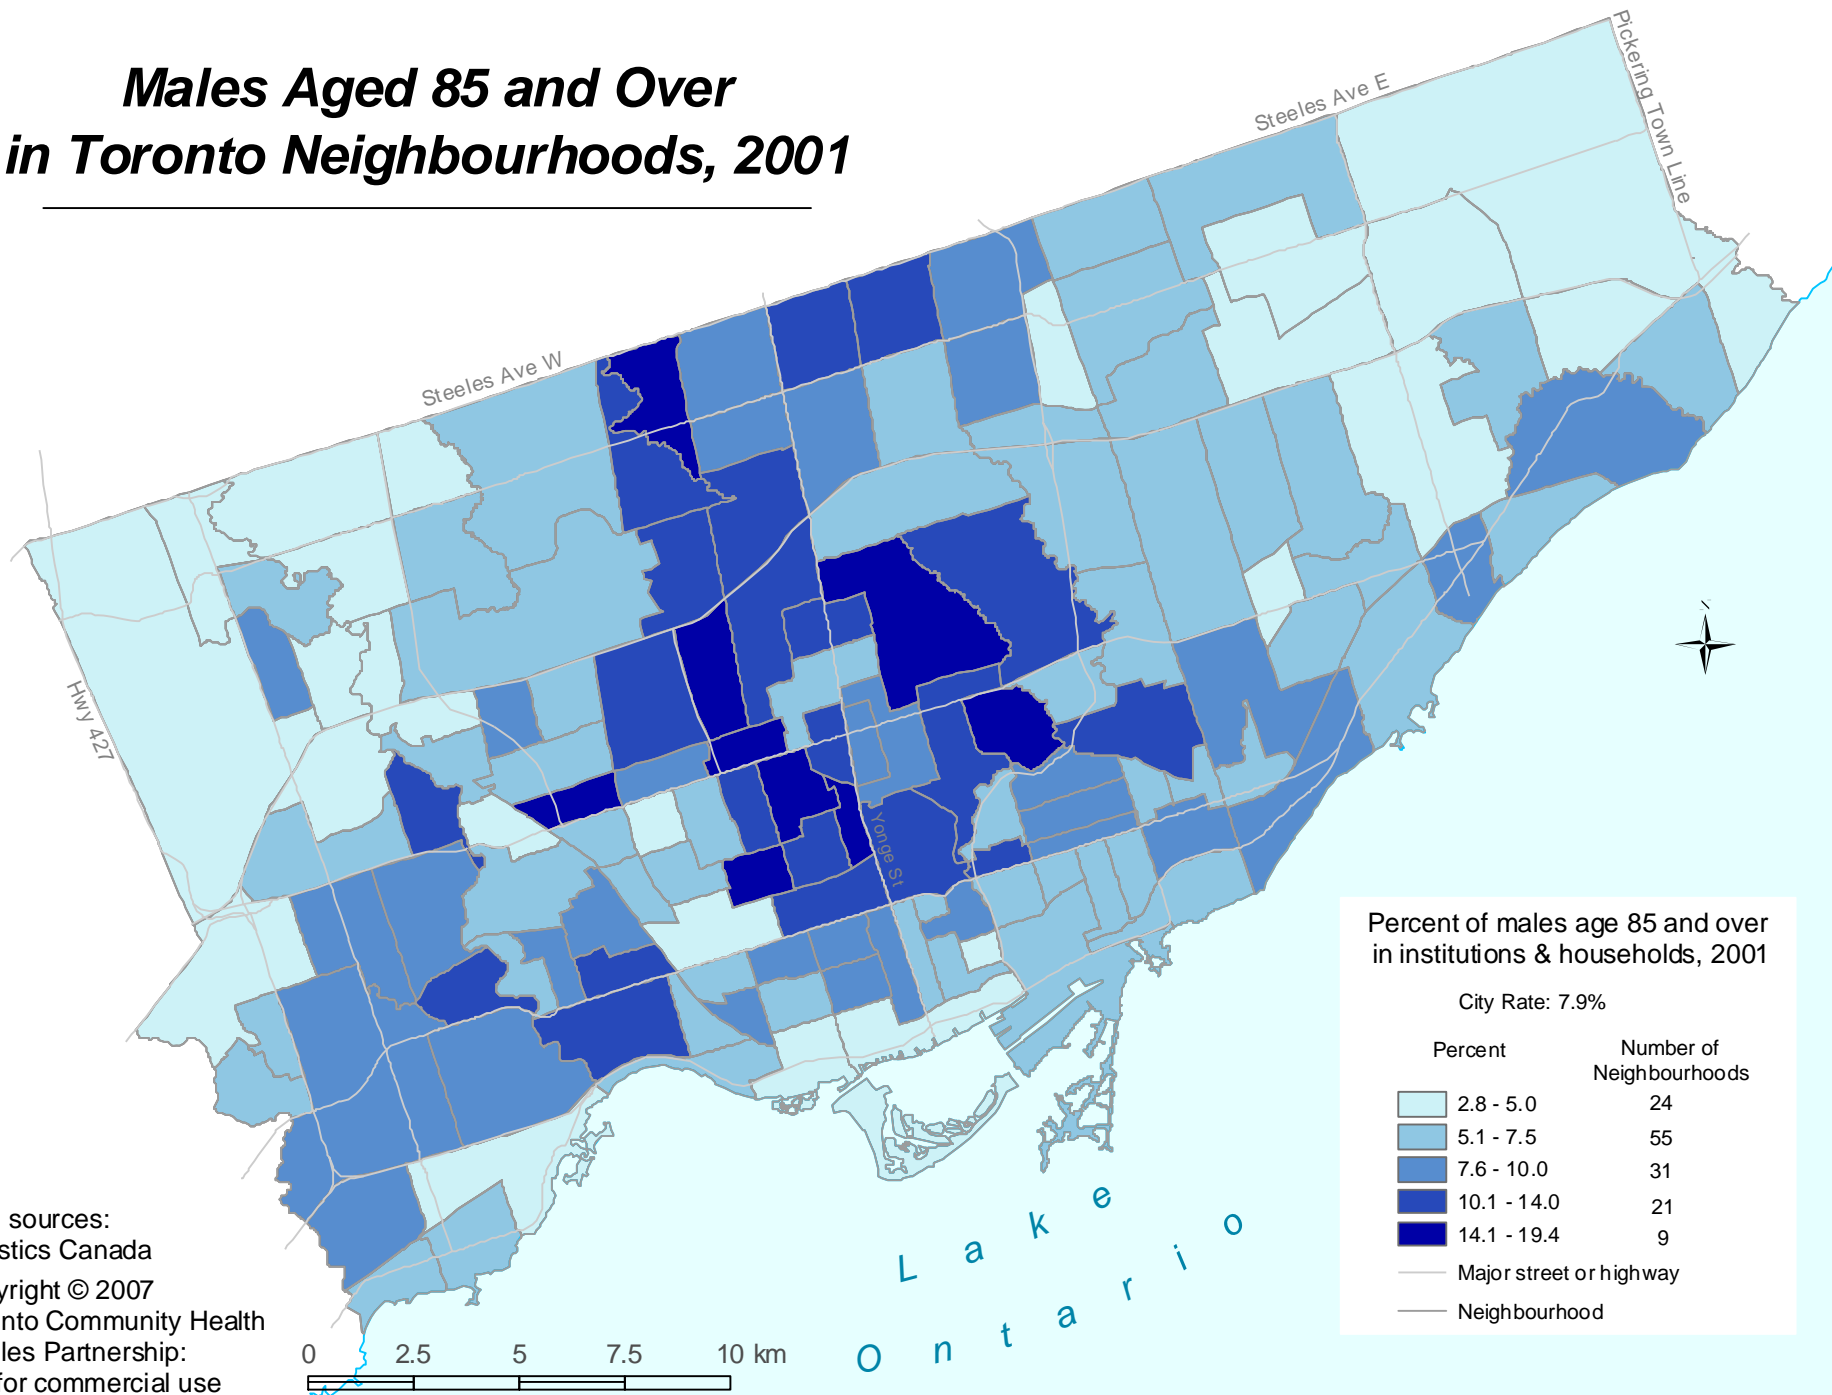 Males Aged 85 and Over
in Toronto Neighbourhoods, 2001
Steeles Ave E
Pickering Town Line
Steeles Ave W
Hwy 427
Yonge St
Percent of males age 85 and over
in institutions & households, 2001
City Rate: 7.9%
Percent
Number of
Neighbourhoods
2.8 - 5.0 24
5.1 - 7.5 55
7.6 - 10.0 31
10.1 - 14.0 21
14.1 - 19.4 9
Major street or highway
Neighbourhood
Lake
Ontario
sources:
stics Canada
yright © 2007
nto Community Health
les Partnership:
for commercial use
0 2.5 5 7.5 10 km